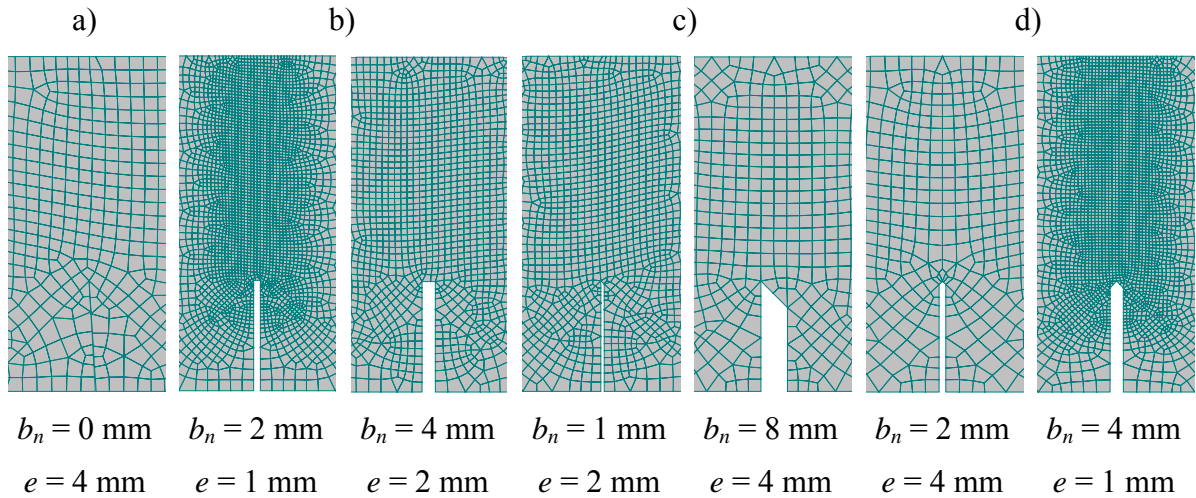 a) b) c) d)
bn = 0 mm bn = 2 mm bn = 4 mm bn = 1 mm bn = 8 mm bn = 2 mm bn = 4 mm
e = 4 mm e = 1 mm e = 2 mm e = 2 mm e = 4 mm e = 4 mm e = 1 mm